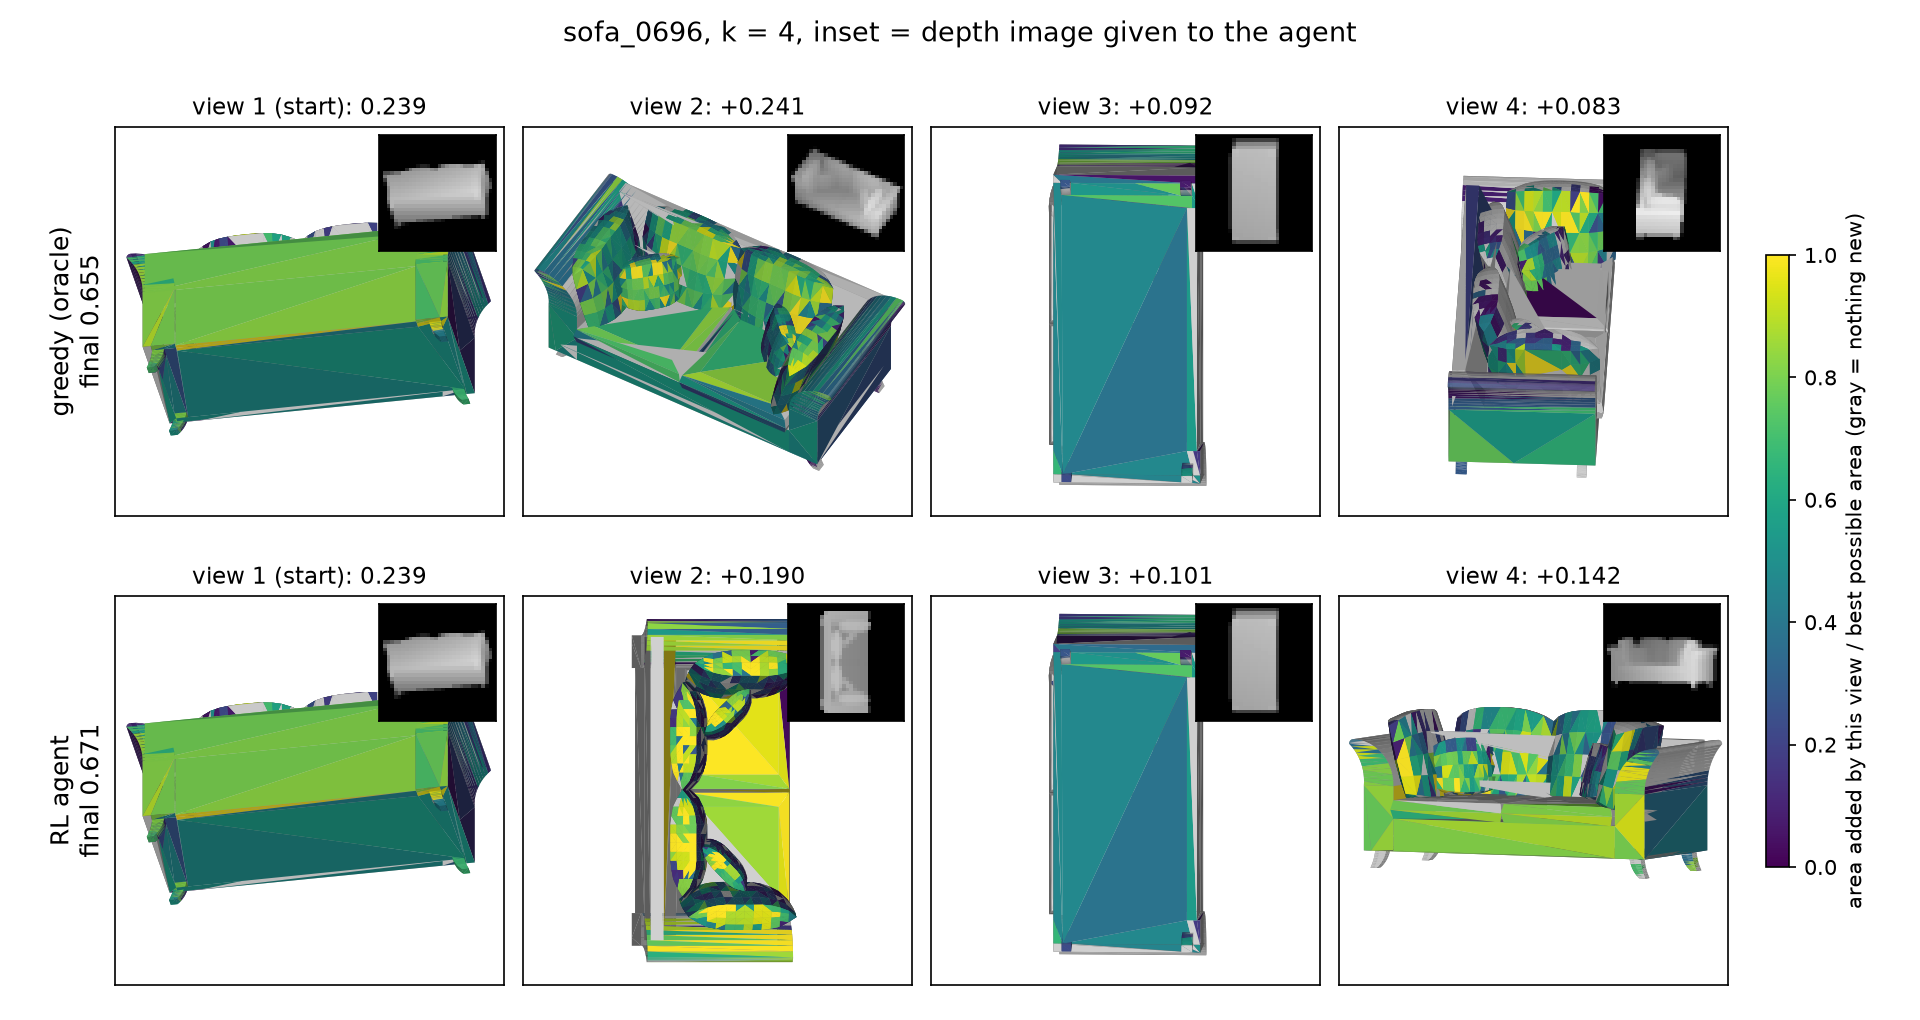 sofa_0696, k = 4, inset = depth image given to the agent
greedy (oracle)
final 0.655
view 1 (start): 0.239
view 2: +0.241
view 3: +0.092
view 4: +0.083
RL agent
final 0.671
view 1 (start): 0.239
view 2: +0.190
view 3: +0.101
view 4: +0.142
1.0
0.8
0.6
0.4
0.2
0.0
area added by this view / best possible area (gray = nothing new)